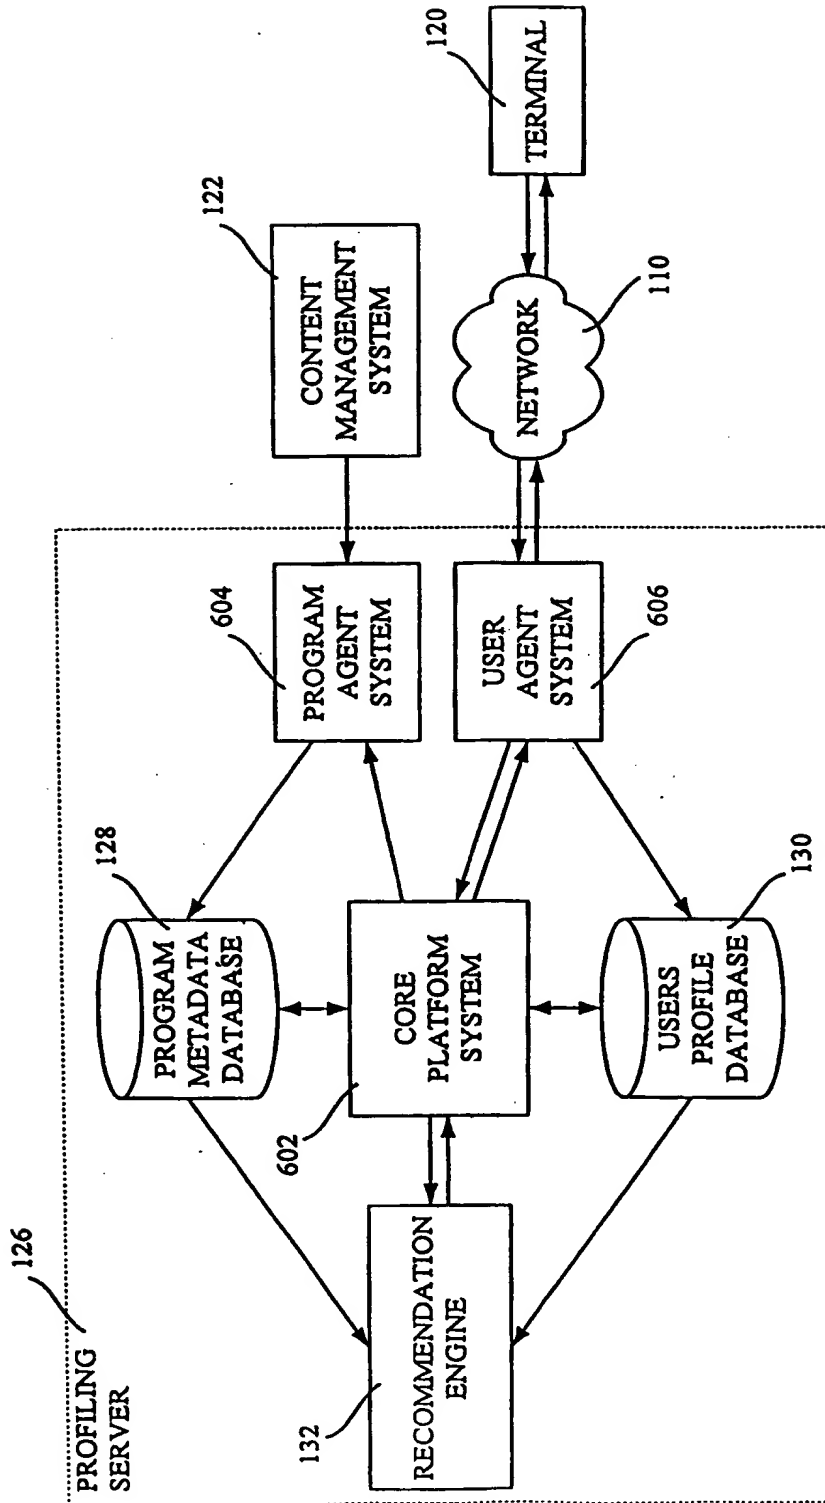 PROFILING
SERVER
126
RECOMMENDATION
ENGINE
132
PROGRAM
METADATA
DATABASE
128
CORE
PLATFORM
SYSTEM
602
USERS
PROFILE
DATABASE
130
PROGRAM
AGENT
SYSTEM
604
USER
AGENT
SYSTEM
606
CONTENT
MANAGEMENT
SYSTEM
122
NETWORK
110
TERMINAL
120